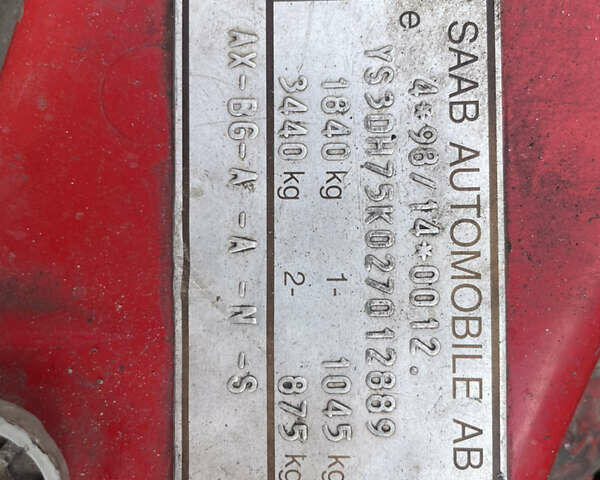 SAAB AUTOMOBILE AB
e 4*98/14*0012.
YS3DH75K027012889
1840 kg 1- 1045 kg
3440 kg 2- 875 kg
AX-BG-A-A-N-S